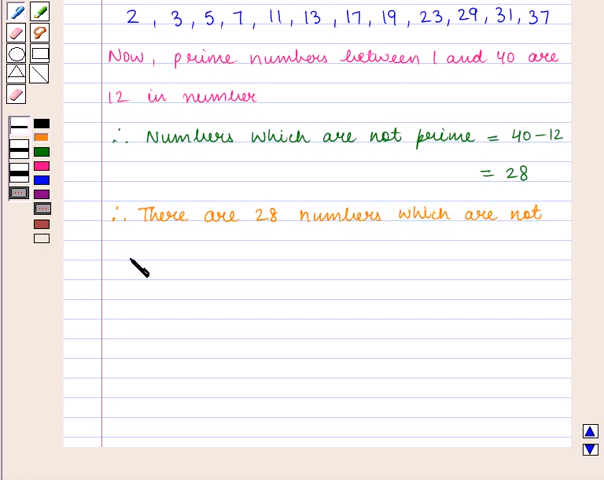 2, 3, 5, 7, 11, 13, 17, 19, 23, 29, 31, 37
Now, prime numbers between 1 and 40 are
12 in number
∴ Numbers which are not prime = 40-12
= 28
∴ There are 28 numbers which are not